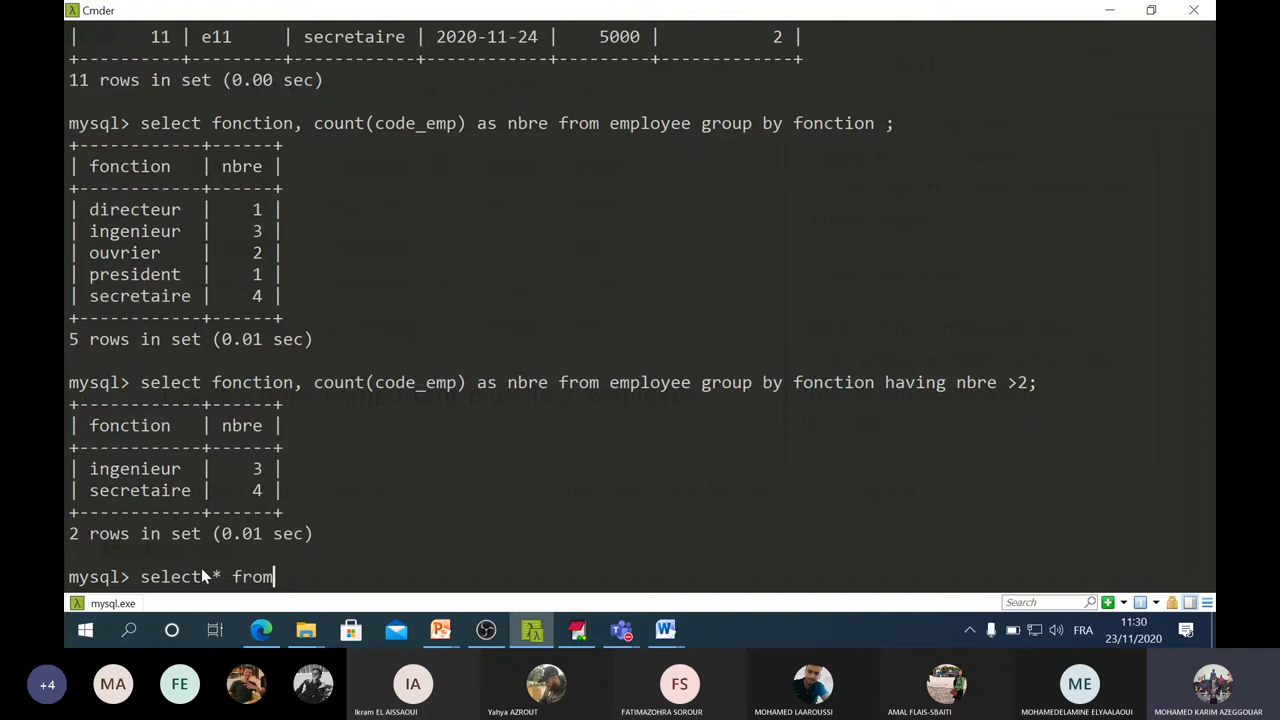 Cmder
| 11 | e11 | secretaire | 2020-11-24 | 5000 | 2 |
+----------+---------+------------+------------+---------+-------------+
11 rows in set (0.00 sec)
mysql> select fonction, count(code_emp) as nbre from employee group by fonction ;
+------------+------+
| fonction | nbre |
+------------+------+
| directeur | 1 |
| ingenieur | 3 |
| ouvrier | 2 |
| president | 1 |
| secretaire | 4 |
+------------+------+
5 rows in set (0.01 sec)
mysql> select fonction, count(code_emp) as nbre from employee group by fonction having nbre >2;
+------------+------+
| fonction | nbre |
+------------+------+
| ingenieur | 3 |
| secretaire | 4 |
+------------+------+
2 rows in set (0.01 sec)
mysql> select * from
mysql.exe
Search
FRA
11:30
23/11/2020
+4
MA
FE
IA
FS
ME
Ikram EL AISSAOUI
Yahya AZROUT
FATIMAZOHRA SOROUR
MOHAMED LAAROUSSI
AMAL FLAIS-SBAITI
MOHAMEDELAMINE ELYAALAOUI
MOHAMED KARIM AZEGGOUAR